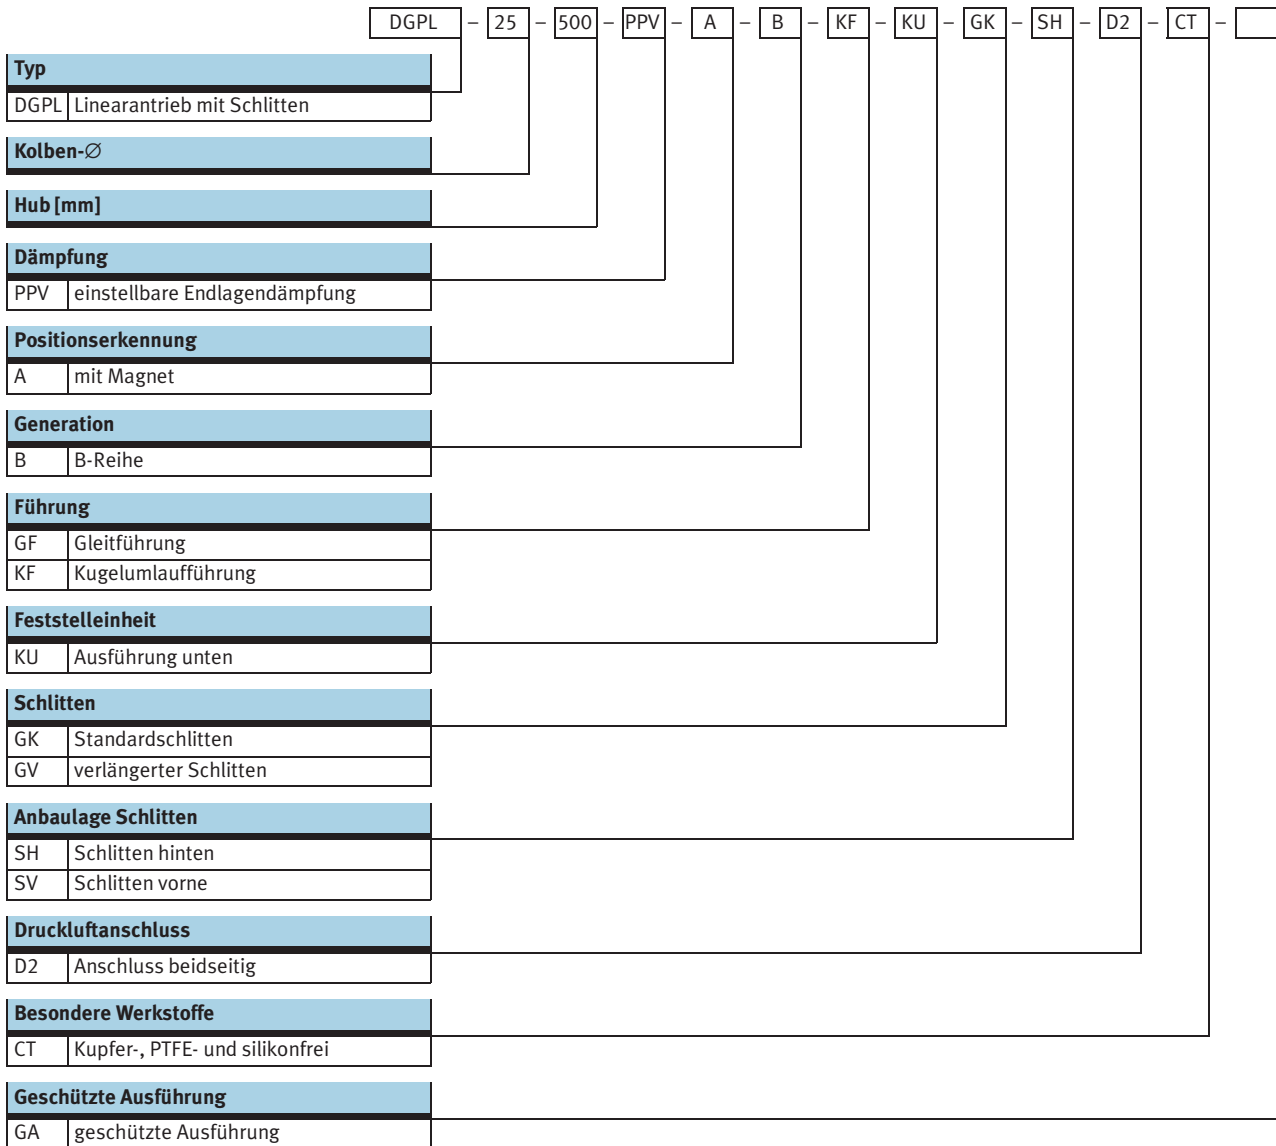 DGPL – 25 – 500 – PPV – A – B – KF – KU – GK – SH – D2 – CT –
Typ
DGPL Linearantrieb mit Schlitten
Kolben-∅
Hub [mm]
Dämpfung
PPV einstellbare Endlagendämpfung
Positionserkennung
A mit Magnet
Generation
B B-Reihe
Führung
GF Gleitführung
KF Kugelumlaufführung
Feststelleinheit
KU Ausführung unten
Schlitten
GK Standardschlitten
GV verlängerter Schlitten
Anbaulage Schlitten
SH Schlitten hinten
SV Schlitten vorne
Druckluftanschluss
D2 Anschluss beidseitig
Besondere Werkstoffe
CT Kupfer-, PTFE- und silikonfrei
Geschützte Ausführung
GA geschützte Ausführung